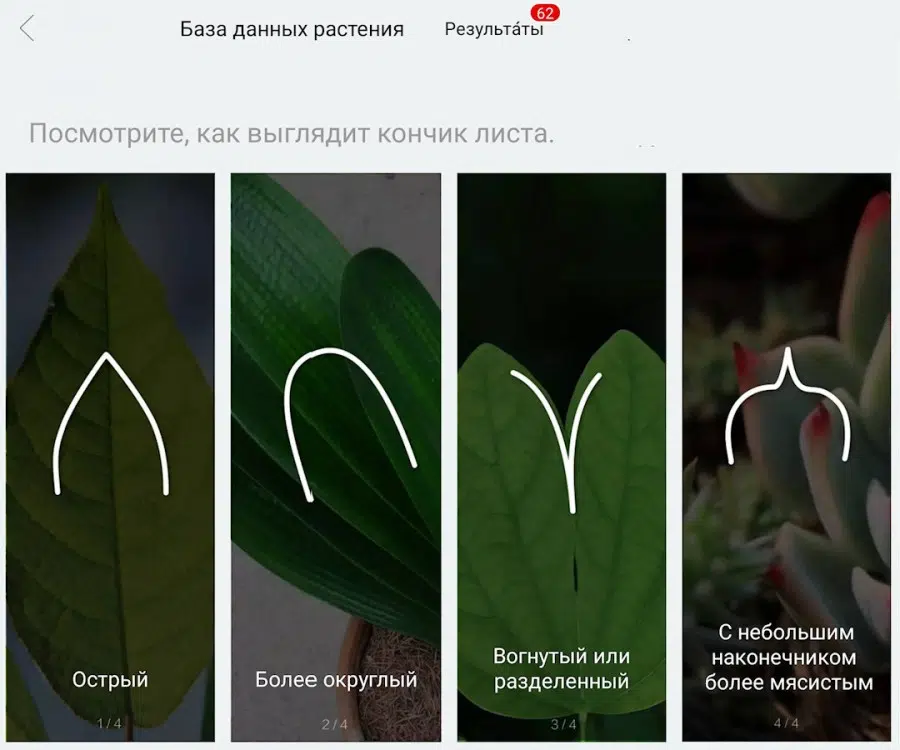 База данных растения
Результа́ты
62
Посмотрите, как выглядит кончик листа.
Острый
1/4
Более округлый
2/4
Вогнутый или
разделенный
3/4
С небольшим
наконечником
более мясистым
4/4